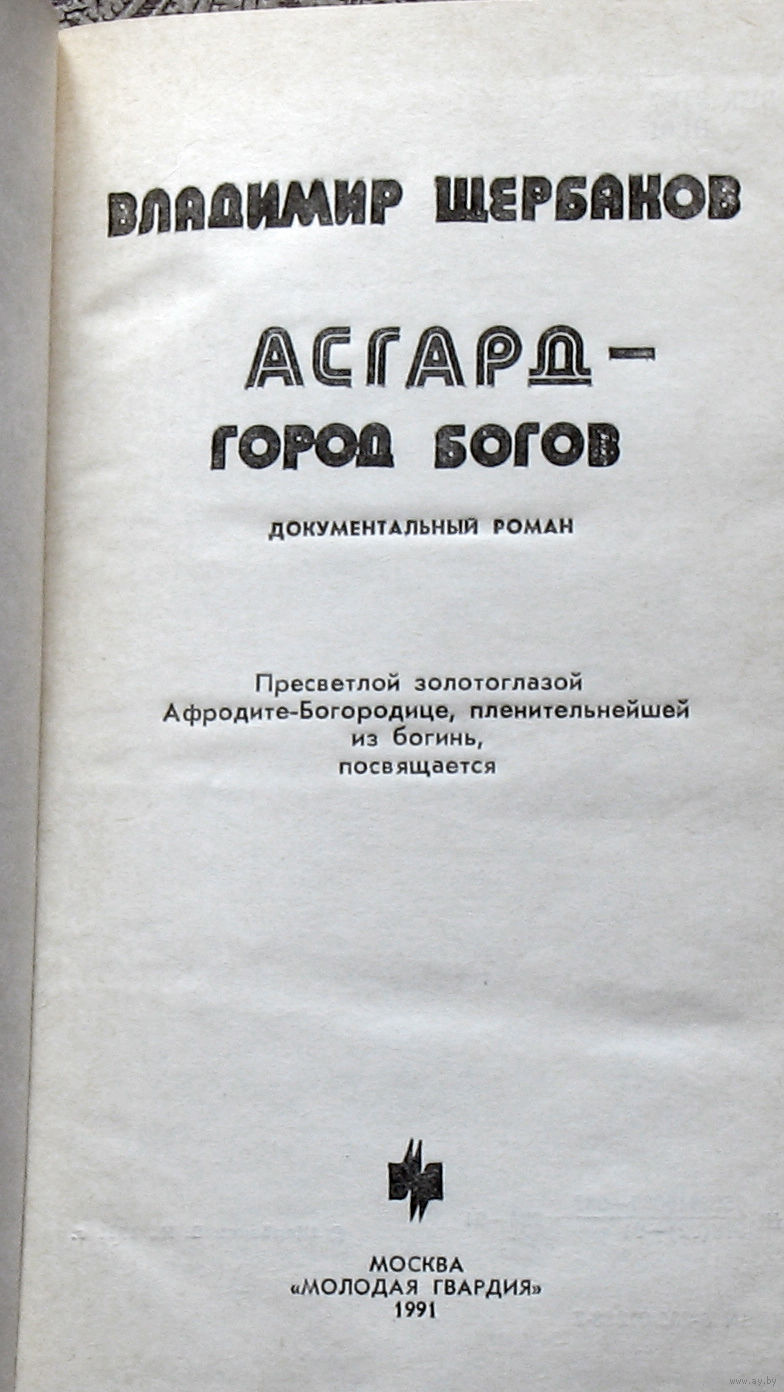 ВЛАДИМИР ЩЕРБАКОВ
АСГАРД –
ГОРОД БОГОВ
ДОКУМЕНТАЛЬНЫЙ РОМАН
Пресветлой золотоглазой
Афродите-Богородице, пленительнейшей
из богинь,
посвящается
МОСКВА
«МОЛОДАЯ ГВАРДИЯ»
1991
www.ay.by